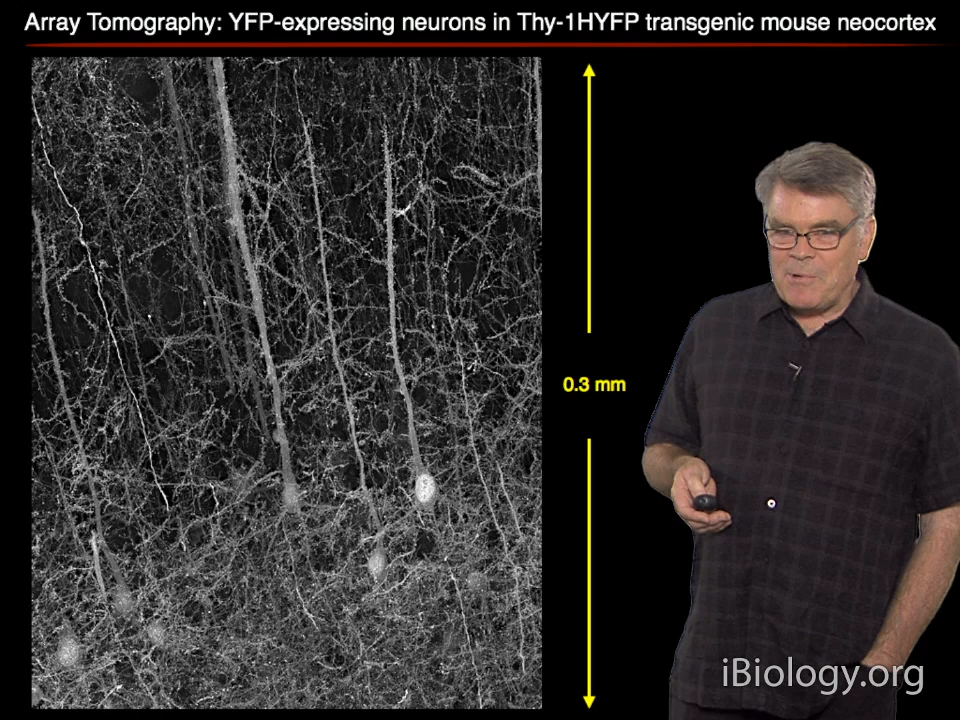 Array Tomography: YFP-expressing neurons in Thy-1HYFP transgenic mouse neocortex
0.3 mm
iBiology.org